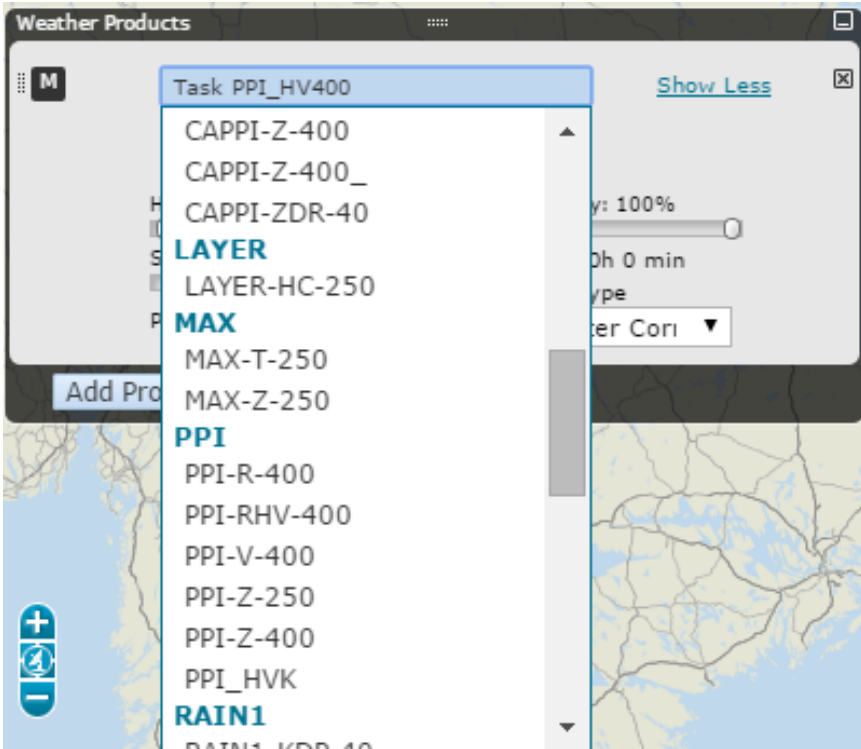 Weather Products
M
Task PPI_HV400
Show Less
CAPPI-Z-400
CAPPI-Z-400_
CAPPI-ZDR-40
y: 100%
LAYER
0h 0 min
LAYER-HC-250
ype
MAX
ter Corr
MAX-T-250
Add Pro
MAX-Z-250
PPI
PPI-R-400
PPI-RHV-400
PPI-V-400
PPI-Z-250
PPI-Z-400
PPI_HVK
RAIN1